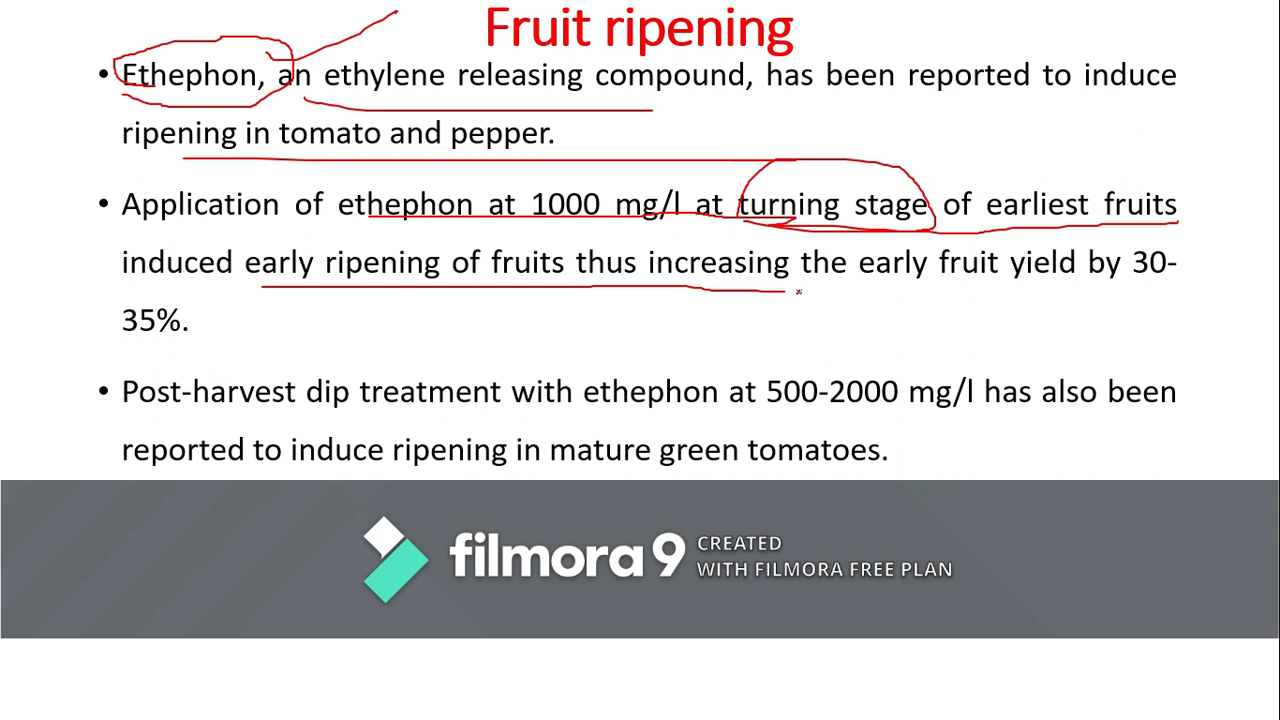 Fruit ripening
• Ethephon, an ethylene releasing compound, has been reported to induce
ripening in tomato and pepper.
• Application of ethephon at 1000 mg/l at turning stage of earliest fruits
induced early ripening of fruits thus increasing the early fruit yield by 30-
35%.
• Post-harvest dip treatment with ethephon at 500-2000 mg/l has also been
reported to induce ripening in mature green tomatoes.
filmora 9 CREATED
WITH FILMORA FREE PLAN